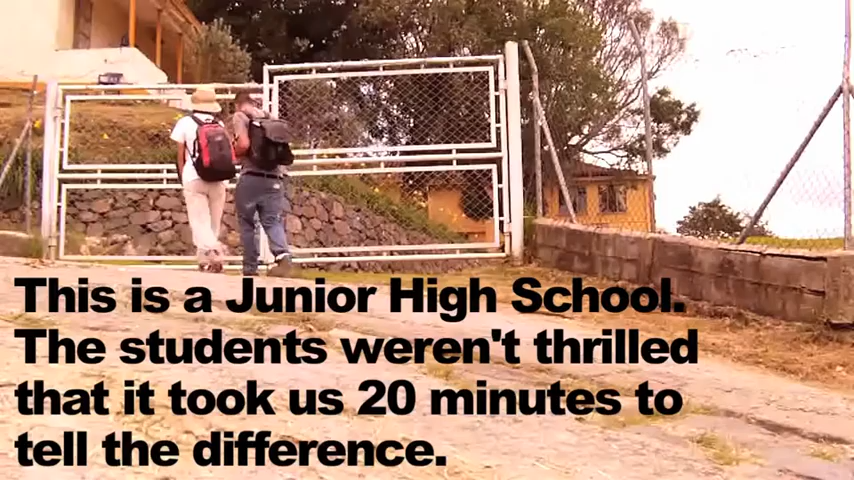 This is a Junior High School.
The students weren't thrilled
that it took us 20 minutes to
tell the difference.